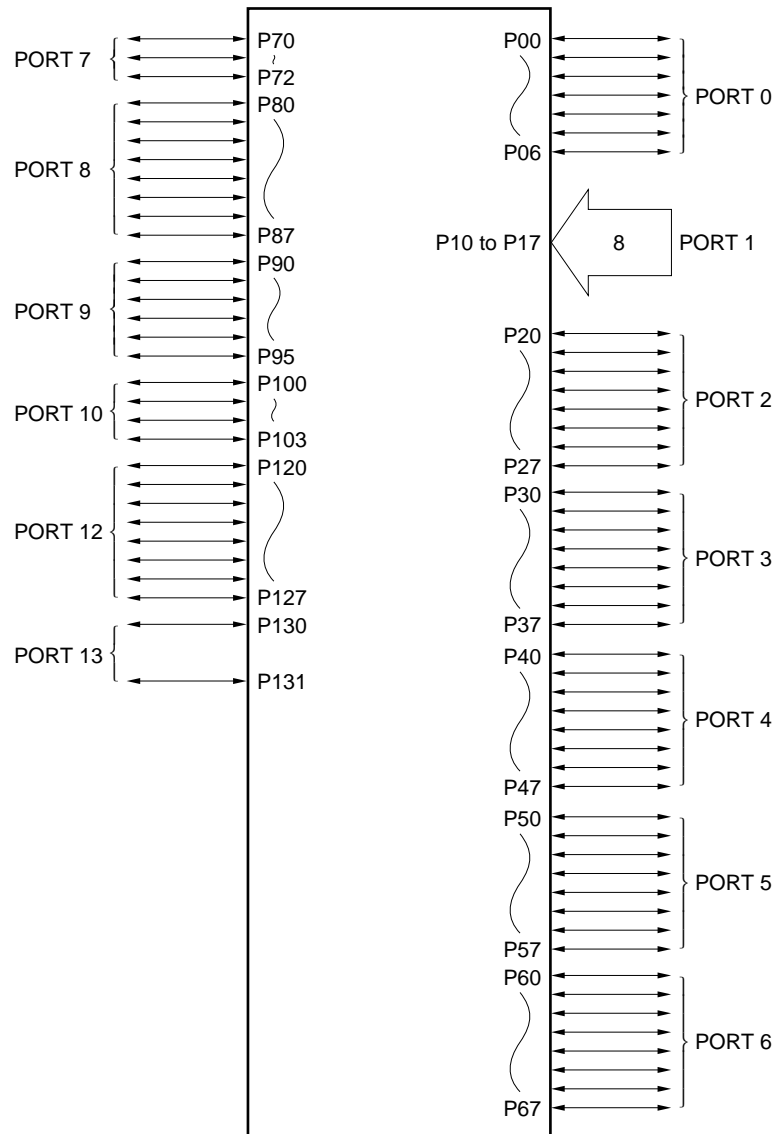 PORT 7
P70
P72
PORT 8
P80
P87
PORT 9
P90
P95
PORT 10
P100
P103
PORT 12
P120
P127
PORT 13
P130
P131
P00
P06
PORT 0
P10 to P17
8
PORT 1
P20
P27
PORT 2
P30
P37
PORT 3
P40
P47
PORT 4
P50
P57
PORT 5
P60
P67
PORT 6